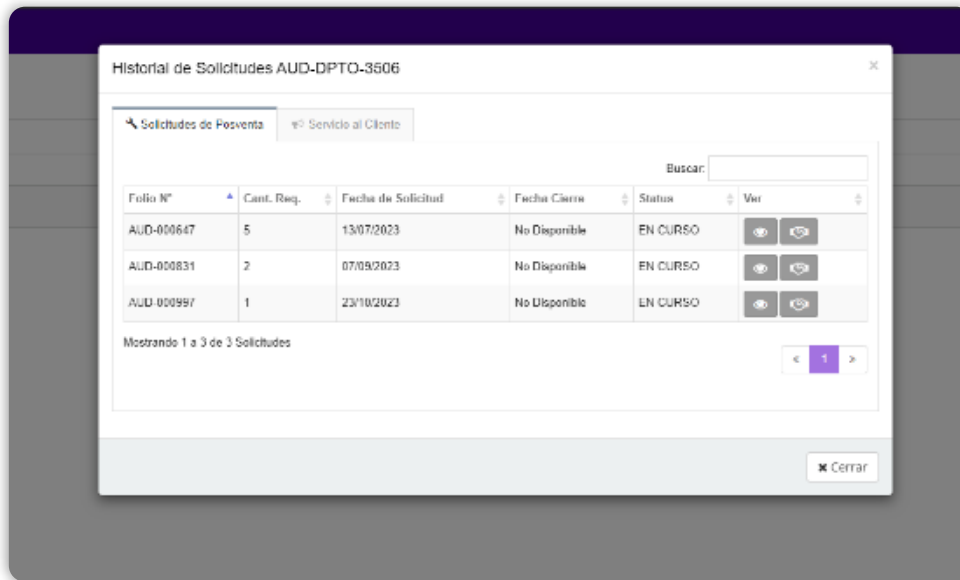 Historial de Solicitudes AUD-DPTO-3506 ×
Solicitudes de Posventa Servicio al Cliente
Buscar:
Folio N° Cant. Req. Fecha de Solicitud Fecha Cierre Status Ver
AUD-000647 5 13/07/2023 No Disponible EN CURSO
AUD-000831 2 07/09/2023 No Disponible EN CURSO
AUD-000997 1 23/10/2023 No Disponible EN CURSO
Mostrando 1 a 3 de 3 Solicitudes
« 1 »
✖ Cerrar